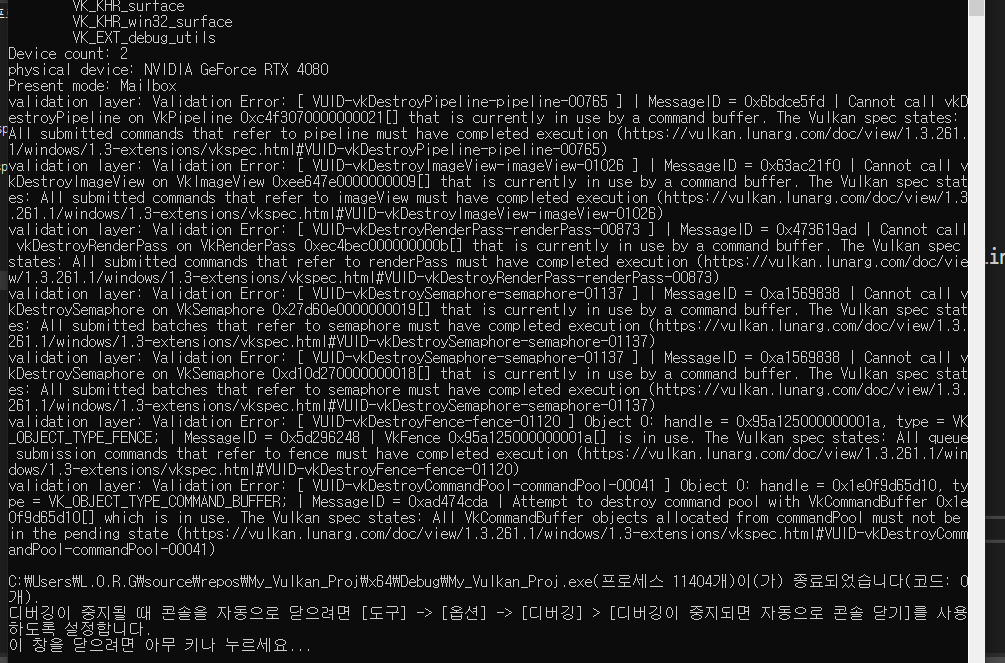 VK_KHR_surface
VK_KHR_win32_surface
VK_EXT_debug_utils
Device count: 2
physical device: NVIDIA GeForce RTX 4080
Present mode: Mailbox
validation layer: Validation Error: [ VUID-vkDestroyPipeline-pipeline-00765 ] | MessageID = 0x6bdce5fd | Cannot call vkD
estroyPipeline on VkPipeline 0xc4f3070000000021[] that is currently in use by a command buffer. The Vulkan spec states:
All submitted commands that refer to pipeline must have completed execution (https://vulkan.lunarg.com/doc/view/1.3.261.
1/windows/1.3-extensions/vkspec.html#VUID-vkDestroyPipeline-pipeline-00765)
validation layer: Validation Error: [ VUID-vkDestroyImageView-imageView-01026 ] | MessageID = 0x63ac21f0 | Cannot call v
kDestroyImageView on VkImageView 0xee647e0000000009[] that is currently in use by a command buffer. The Vulkan spec stat
es: All submitted commands that refer to imageView must have completed execution (https://vulkan.lunarg.com/doc/view/1.3
.261.1/windows/1.3-extensions/vkspec.html#VUID-vkDestroyImageView-imageView-01026)
validation layer: Validation Error: [ VUID-vkDestroyRenderPass-renderPass-00873 ] | MessageID = 0x473619ad | Cannot call
vkDestroyRenderPass on VkRenderPass 0xec4bec000000000b[] that is currently in use by a command buffer. The Vulkan spec
states: All submitted commands that refer to renderPass must have completed execution (https://vulkan.lunarg.com/doc/vie
w/1.3.261.1/windows/1.3-extensions/vkspec.html#VUID-vkDestroyRenderPass-renderPass-00873)
validation layer: Validation Error: [ VUID-vkDestroySemaphore-semaphore-01137 ] | MessageID = 0xa1569838 | Cannot call v
kDestroySemaphore on VkSemaphore 0x27d60e0000000019[] that is currently in use by a command buffer. The Vulkan spec stat
es: All submitted batches that refer to semaphore must have completed execution (https://vulkan.lunarg.com/doc/view/1.3.
261.1/windows/1.3-extensions/vkspec.html#VUID-vkDestroySemaphore-semaphore-01137)
validation layer: Validation Error: [ VUID-vkDestroySemaphore-semaphore-01137 ] | MessageID = 0xa1569838 | Cannot call v
kDestroySemaphore on VkSemaphore 0xd10d270000000018[] that is currently in use by a command buffer. The Vulkan spec stat
es: All submitted batches that refer to semaphore must have completed execution (https://vulkan.lunarg.com/doc/view/1.3.
261.1/windows/1.3-extensions/vkspec.html#VUID-vkDestroySemaphore-semaphore-01137)
validation layer: Validation Error: [ VUID-vkDestroyFence-fence-01120 ] Object 0: handle = 0x95a125000000001a, type = VK
_OBJECT_TYPE_FENCE; | MessageID = 0x5d296248 | VkFence 0x95a125000000001a[] is in use. The Vulkan spec states: All queue
submission commands that refer to fence must have completed execution (https://vulkan.lunarg.com/doc/view/1.3.261.1/win
dows/1.3-extensions/vkspec.html#VUID-vkDestroyFence-fence-01120)
validation layer: Validation Error: [ VUID-vkDestroyCommandPool-commandPool-00041 ] Object 0: handle = 0x1e0f9d65d10, ty
pe = VK_OBJECT_TYPE_COMMAND_BUFFER; | MessageID = 0xad474cda | Attempt to destroy command pool with VkCommandBuffer 0x1e
0f9d65d10[] which is in use. The Vulkan spec states: All VkCommandBuffer objects allocated from commandPool must not be
in the pending state (https://vulkan.lunarg.com/doc/view/1.3.261.1/windows/1.3-extensions/vkspec.html#VUID-vkDestroyComm
andPool-commandPool-00041)
C:₩Users₩L.O.R.G₩source₩repos₩My_Vulkan_Proj₩x64₩Debug₩My_Vulkan_Proj.exe(프로세스 11404개)이(가) 종료되었습니다(코드: 0
개).
디버깅이 중지될 때 콘솔을 자동으로 닫으려면 [도구] -> [옵션] -> [디버깅] > [디버깅이 중지되면 자동으로 콘솔 닫기]를 사용
하도록 설정합니다.
이 창을 닫으려면 아무 키나 누르세요...